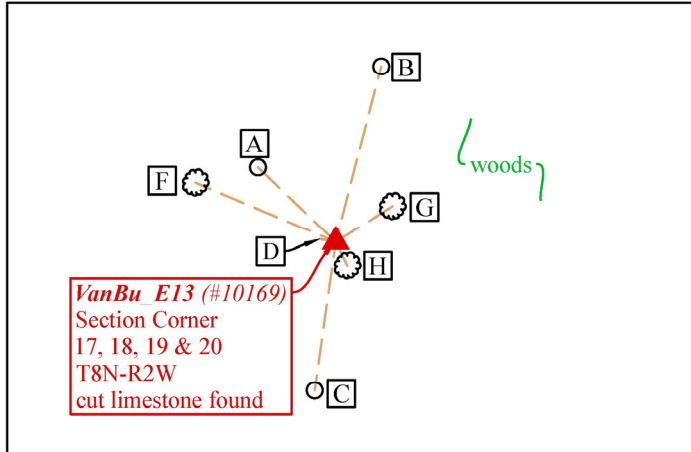 B
A
F
woods
G
D
H
VanBu_E13 (#10169)
Section Corner
17, 18, 19 & 20
T8N-R2W
cut limestone found
C